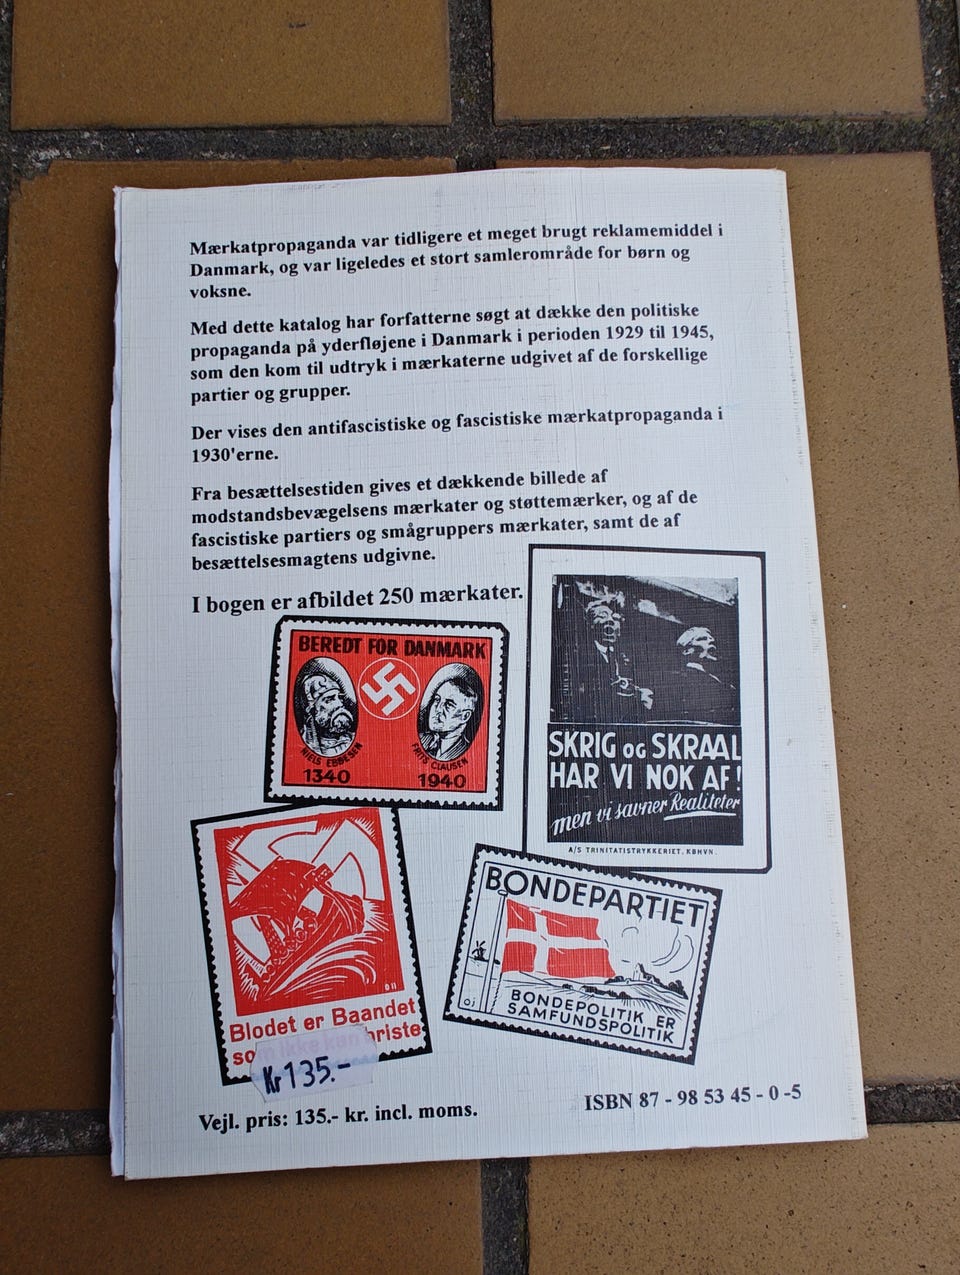 Mærkatpropaganda var tidligere et meget brugt reklamemiddel i
Danmark, og var ligeledes et stort samlerområde for børn og
voksne.
Med dette katalog har forfatterne søgt at dække den politiske
propaganda på yderfløjene i Danmark i perioden 1929 til 1945,
som den kom til udtryk i mærkaterne udgivet af de forskellige
partier og grupper.
Der vises den antifascistiske og fascistiske mærkatpropaganda i
1930'erne.
Fra besættelsestiden gives et dækkende billede af
modstandsbevægelsens mærkater og støttemærker, og af de
fascistiske partiers og smågruppers mærkater, samt de af
besættelsesmagtens udgivne.
I bogen er afbildet 250 mærkater.
BEREDT FOR DANMARK
NIELS EBBESEN
FRITS CLAUSEN
1340
1940
SKRIG OG SKRAAL
HAR VI NOK AF!
men vi savner Realiteter
A/S TRINITATISTRYKKERIET. KBHVN.
Blodet er Baandet
som ikke kan briste
BONDEPARTIET
BONDEPOLITIK ER
SAMFUNDSPOLITIK
OJ
Kr 135.-
Vejl. pris: 135.- kr. incl. moms.
ISBN 87 - 98 53 45 - 0 -5